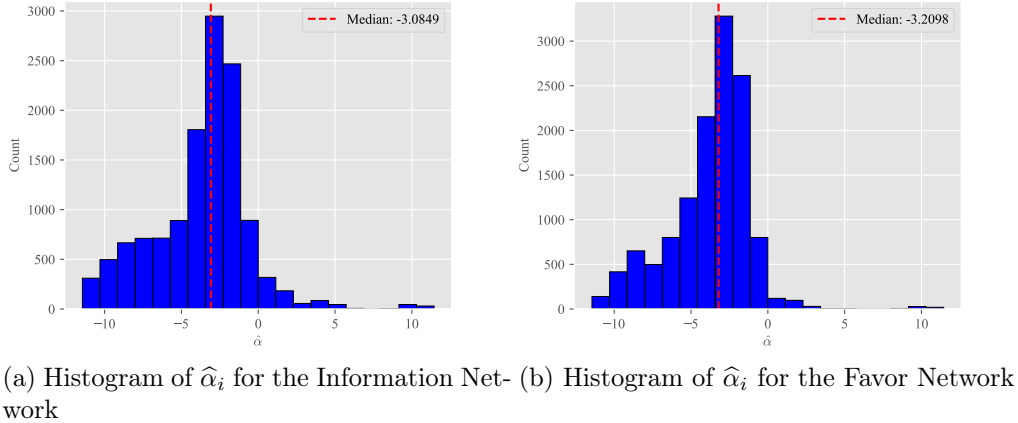 Median: -3.0849
3000
2500
2000
1500
1000
500
0
Count
−10 −5 0 5 10
α̂
Median: -3.2098
3000
2500
2000
1500
1000
500
0
Count
−10 −5 0 5 10
α̂
(a) Histogram of α̂ᵢ for the Information Net-
work
(b) Histogram of α̂ᵢ for the Favor Network